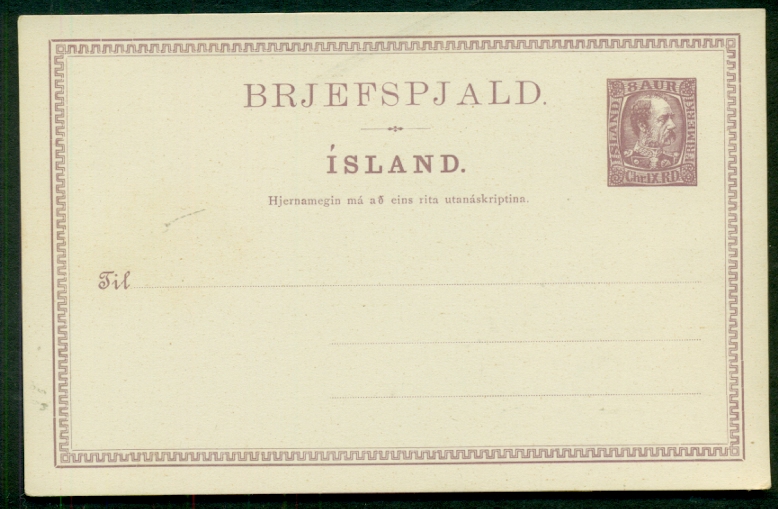 BRJEFSPJALD.
8 AUR
ISLAND
FRIMERKI
Chr.IX R.D.
ÍSLAND.
Hjernamegin má að eins rita utanáskriptina.
Til